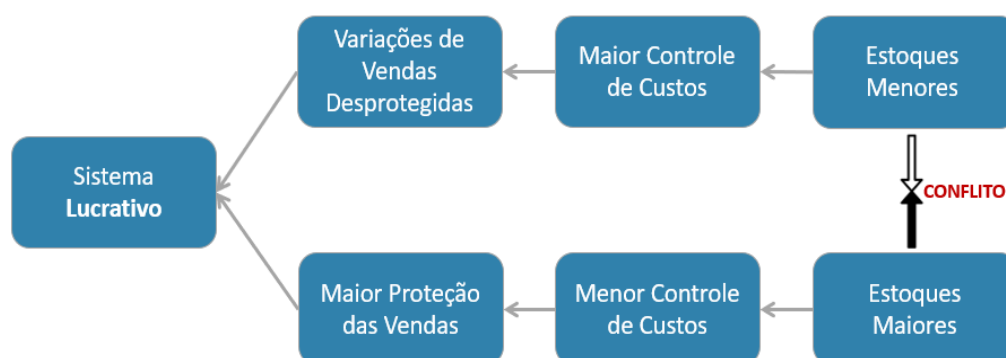 Variações de
Vendas
Desprotegidas
Maior Controle
de Custos
Estoques
Menores
Sistema
Lucrativo
CONFLITO
Maior Proteção
das Vendas
Menor Controle
de Custos
Estoques
Maiores